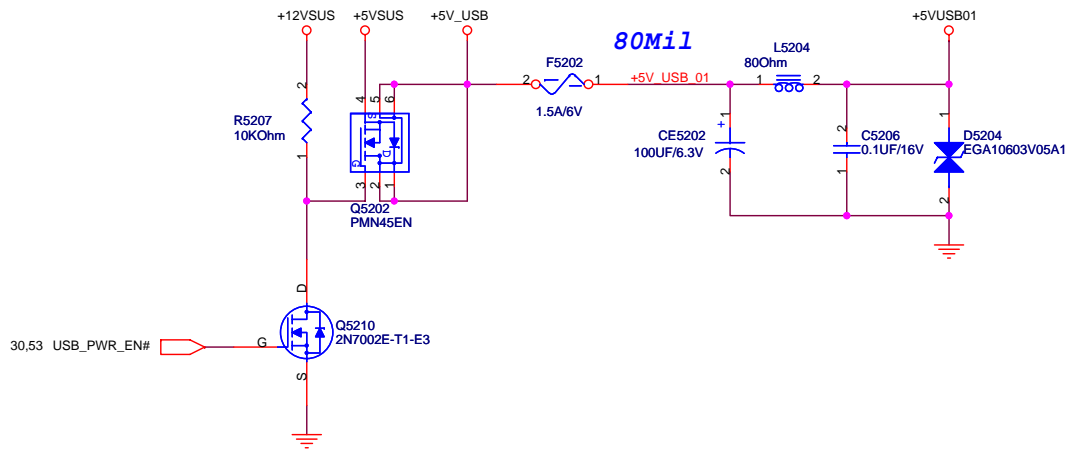 +12VSUS
+5VSUS
+5V_USB
+5VUSB01
80Mil
F5202
L5204
80Ohm
2
1
+5V_USB_01
1
2
1.5A/6V
2
4
5
6
R5207
10KOhm
S
D
G
1
3
2
1
Q5202
PMN45EN
+
1
CE5202
100UF/6.3V
2
2
C5206
0.1UF/16V
1
1
D5204
EGA10603V05A1
2
D
Q5210
2N7002E-T1-E3
30,53 USB_PWR_EN#
G
S